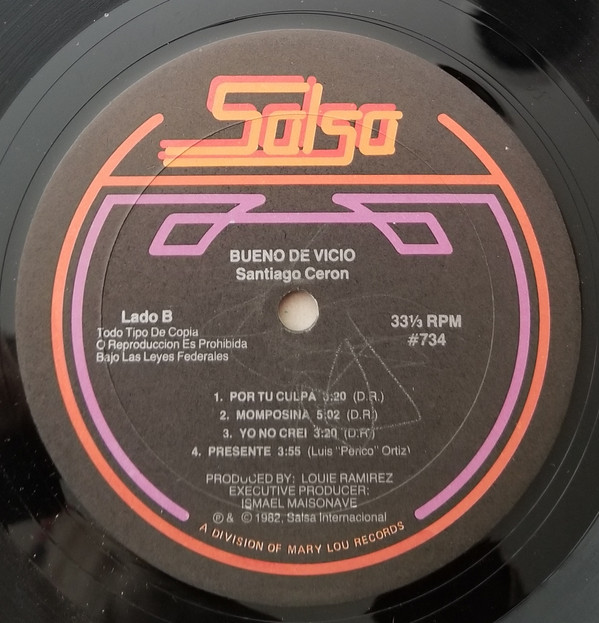 Salsa
BUENO DE VICIO
Santiago Ceron
Lado B
Todo Tipo De Copia
O Reproduccion Es Prohibida
Bajo Las Leyes Federales
33⅓ RPM
#734
1. POR TU CULPA 3:20 (D.R.)
2. MOMPOSINA 5:02 (D.R.)
3. YO NO CREI 3:20 (D.R.)
4. PRESENTE 3:55 (Luis "Perico" Ortiz)
PRODUCED BY: LOUIE RAMIREZ
EXECUTIVE PRODUCER:
ISMAEL MAISONAVE
℗ & © 1982, Salsa Internacional
A DIVISION OF MARY LOU RECORDS